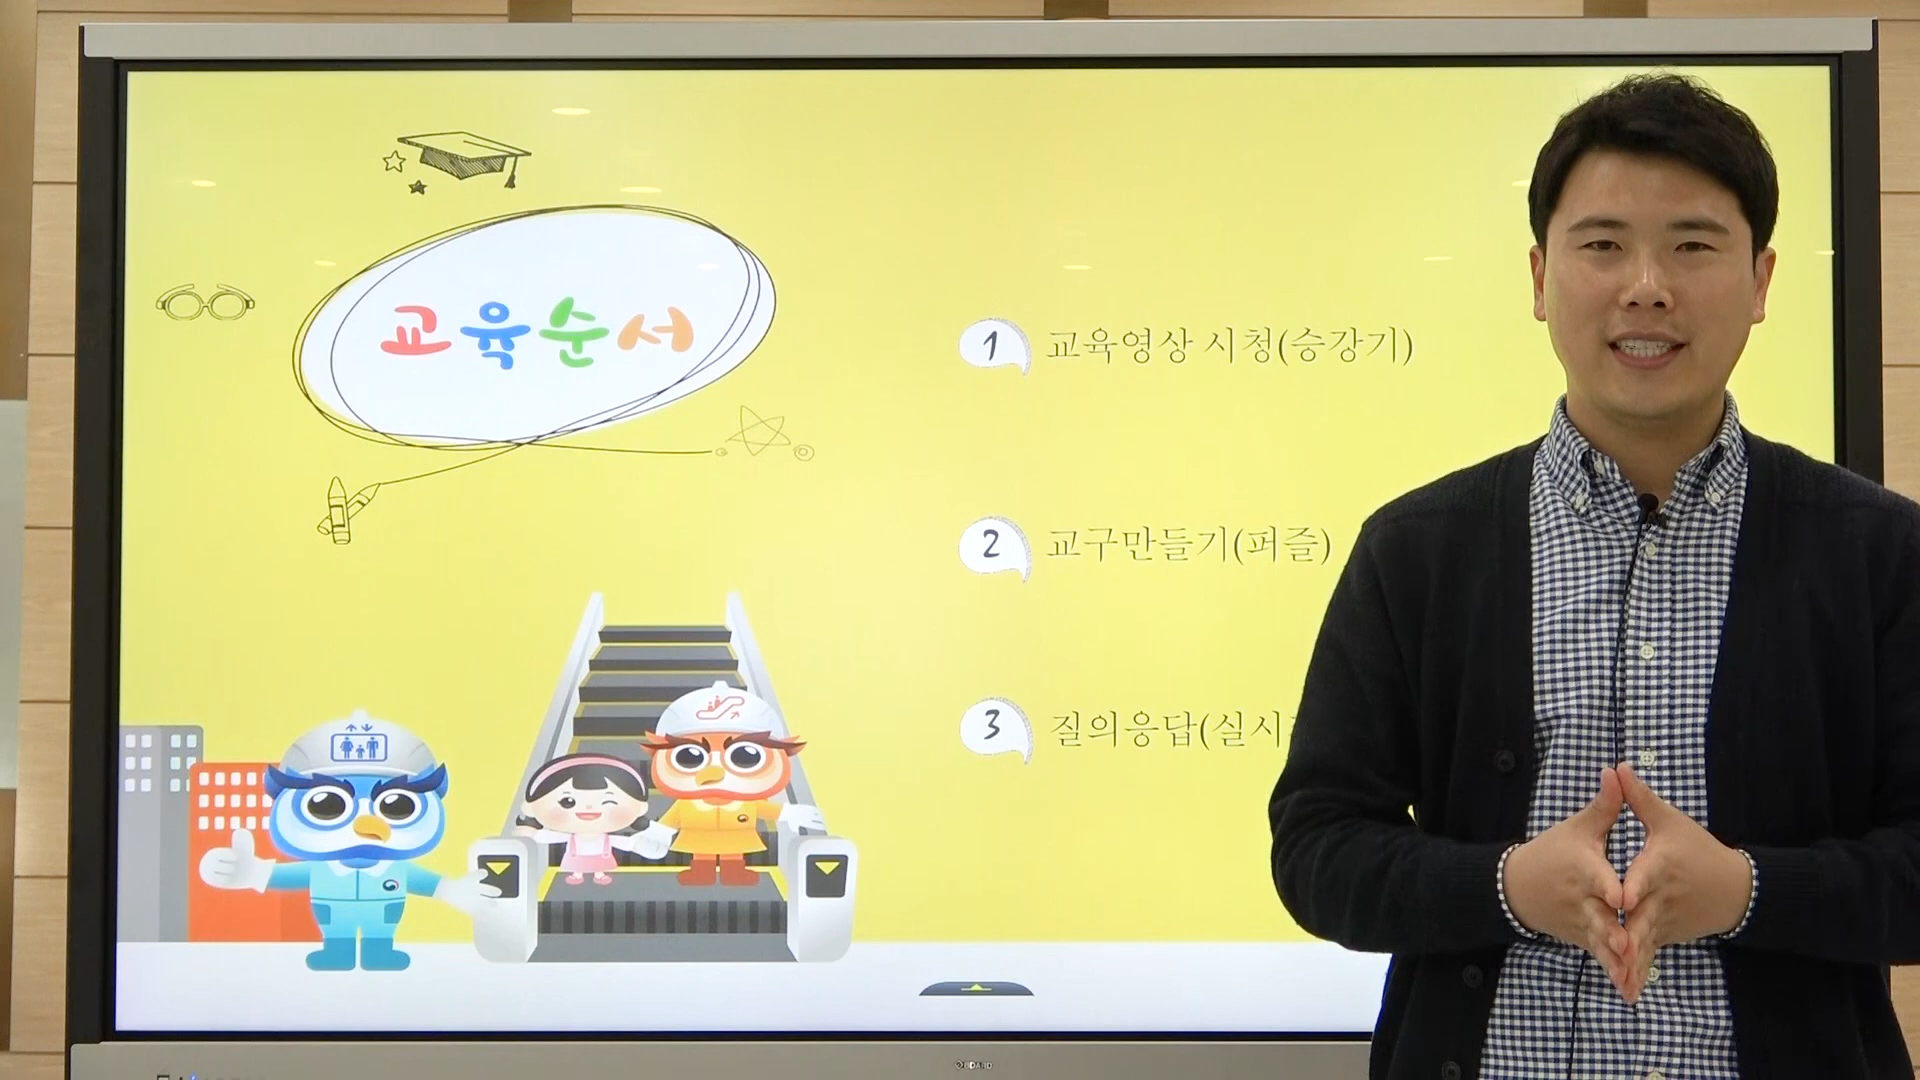 교육순서
1 교육영상 시청(승강기)
2 교구만들기(퍼즐)
3 질의응답(실시